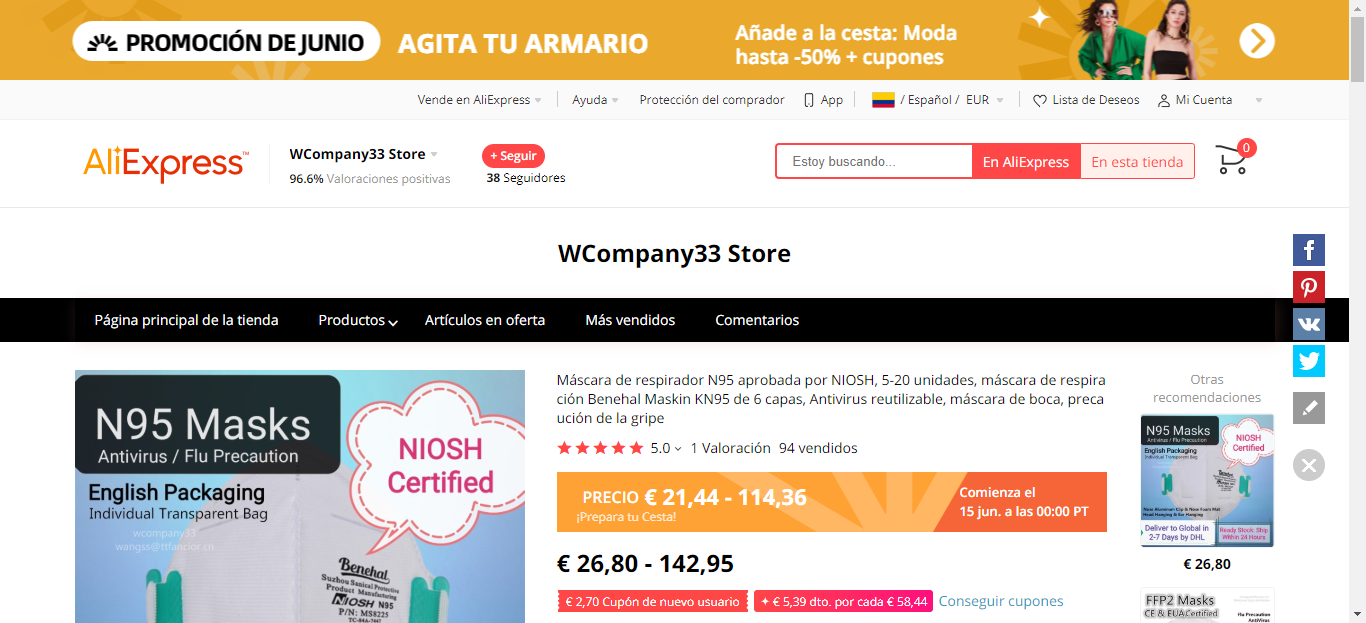 PROMOCIÓN DE JUNIO
AGITA TU ARMARIO
Añade a la cesta: Moda
hasta -50% + cupones
Vende en AliExpress
Ayuda
Protección del comprador
App
/ Español / EUR
Lista de Deseos
Mi Cuenta
AliExpress™
WCompany33 Store
96.6% Valoraciones positivas
+ Seguir
38 Seguidores
Estoy buscando...
En AliExpress
En esta tienda
0
WCompany33 Store
Página principal de la tienda
Productos
Artículos en oferta
Más vendidos
Comentarios
N95 Masks
Antivirus / Flu Precaution
NIOSH
Certified
English Packaging
Individual Transparent Bag
wcompany33
Benehal
Suzhou Sanical Protective
Product Manufacturing
NIOSH N95
P/N: MS8225
TC-84A-7447
Máscara de respirador N95 aprobada por NIOSH, 5-20 unidades, máscara de respira
ción Benehal Maskin KN95 de 6 capas, Antivirus reutilizable, máscara de boca, preca
ución de la gripe
5.0
1 Valoración
94 vendidos
PRECIO € 21,44 - 114,36
¡Prepara tu Cesta!
Comienza el
15 jun. a las 00:00 PT
€ 26,80 - 142,95
€ 2,70 Cupón de nuevo usuario
€ 5,39 dto. por cada € 58,44
Conseguir cupones
Otras
recomendaciones
N95 Masks
Antivirus / Flu Precaution
NIOSH
Certified
English Packaging
Individual Transparent Bag
Deliver to Global in
2-7 Days by DHL
Ready Stock. Ship
Within 24 Hours
€ 26,80
FFP2 Masks
CE & EUA Certified
Flu Precaution
AntiVirus